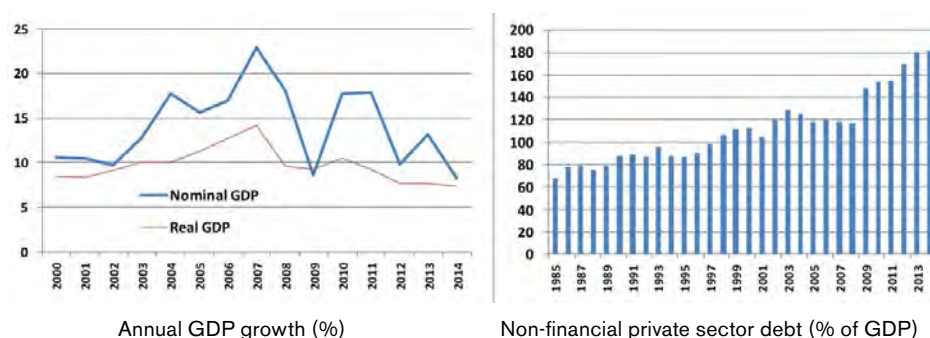 25
20
15
10
5
0
Nominal GDP
Real GDP
2000 2001 2002 2003 2004 2005 2006 2007 2008 2009 2010 2011 2012 2013 2014
Annual GDP growth (%)
200
180
160
140
120
100
80
60
40
20
0
1985 1987 1989 1991 1993 1995 1997 1999 2001 2003 2005 2007 2009 2011 2013
Non-financial private sector debt (% of GDP)